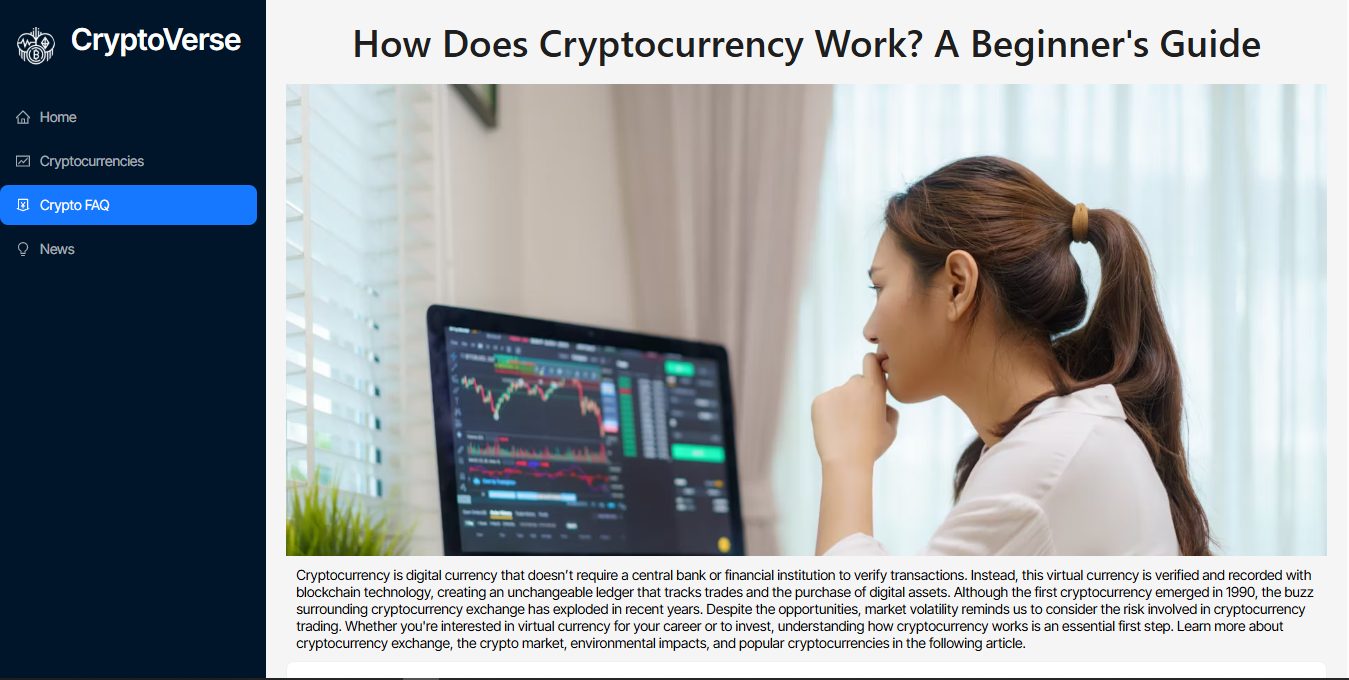 CryptoVerse
Home
Cryptocurrencies
Crypto FAQ
News
How Does Cryptocurrency Work? A Beginner's Guide
Cryptocurrency is digital currency that doesn’t require a central bank or financial institution to verify transactions. Instead, this virtual currency is verified and recorded with
blockchain technology, creating an unchangeable ledger that tracks trades and the purchase of digital assets. Although the first cryptocurrency emerged in 1990, the buzz
surrounding cryptocurrency exchange has exploded in recent years. Despite the opportunities, market volatility reminds us to consider the risk involved in cryptocurrency
trading. Whether you're interested in virtual currency for your career or to invest, understanding how cryptocurrency works is an essential first step. Learn more about
cryptocurrency exchange, the crypto market, environmental impacts, and popular cryptocurrencies in the following article.